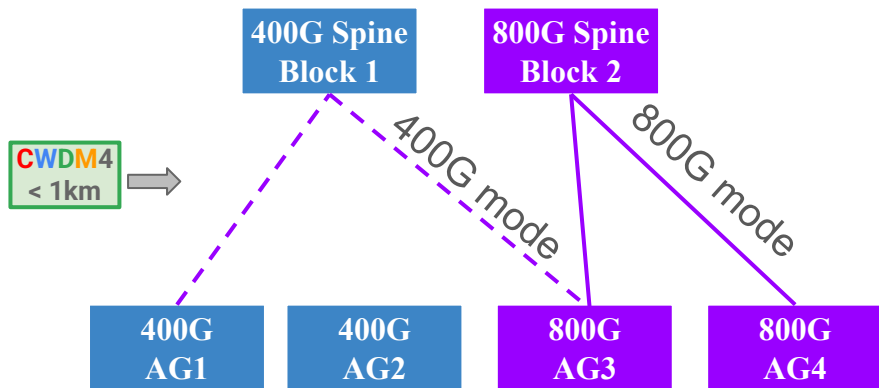 400G Spine
Block 1
800G Spine
Block 2
400G mode
800G mode
CWDM4
< 1km
400G
AG1
400G
AG2
800G
AG3
800G
AG4